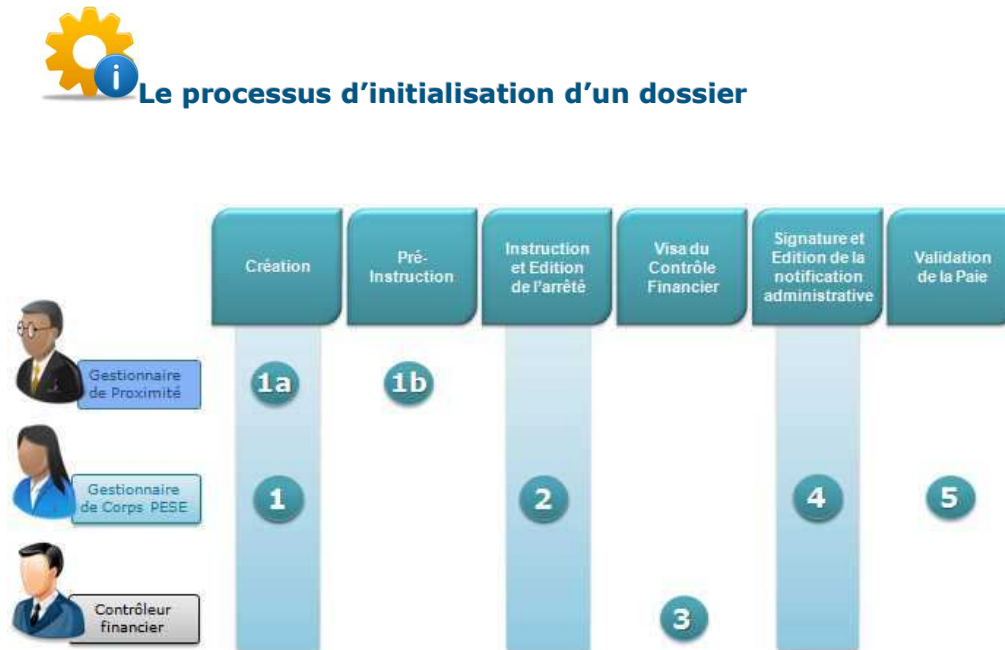 i
Le processus d’initialisation d’un dossier
Création
Pré-
Instruction
Instruction
et Edition
de l'arrêté
Visa du
Contrôle
Financier
Signature et
Edition de la
notification
administrative
Validation
de la Paie
Gestionnaire
de Proximité
1a
1b
Gestionnaire
de Corps PESE
1
2
4
5
Contrôleur
financier
3